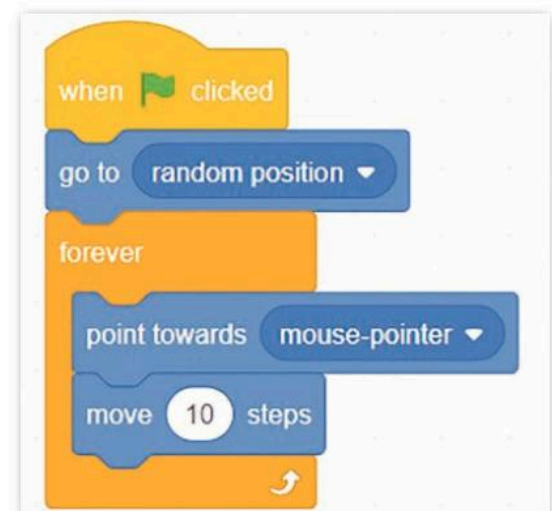 when clicked
go to random position
forever
point towards mouse-pointer
move 10 steps